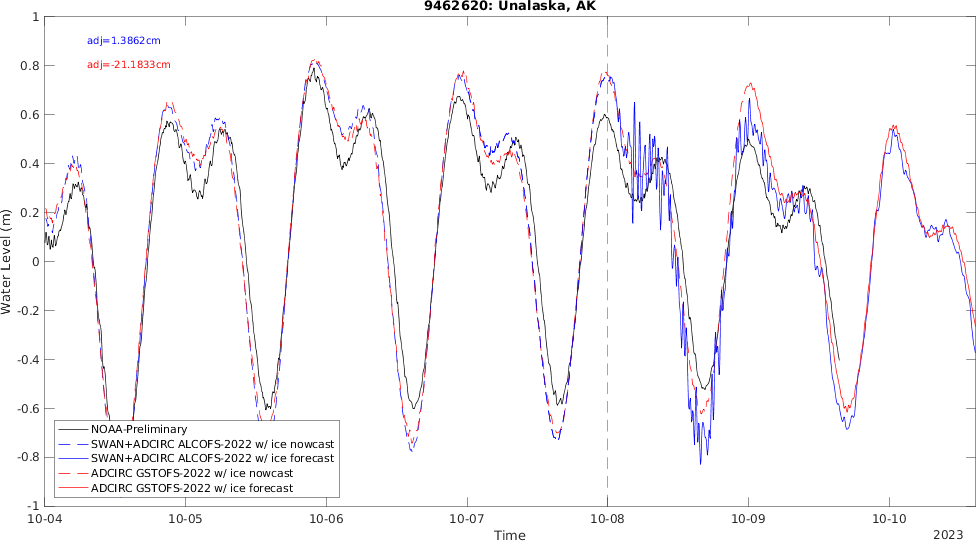 9462620: Unalaska, AK
adj=1.3862cm
adj=-21.1833cm
Water Level (m)
1
0.8
0.6
0.4
0.2
0
-0.2
-0.4
-0.6
-0.8
-1
NOAA-Preliminary
SWAN+ADCIRC ALCOFS-2022 w/ ice nowcast
SWAN+ADCIRC ALCOFS-2022 w/ ice forecast
ADCIRC GSTOFS-2022 w/ ice nowcast
ADCIRC GSTOFS-2022 w/ ice forecast
10-04 10-05 10-06 10-07 10-08 10-09 10-10
Time
2023